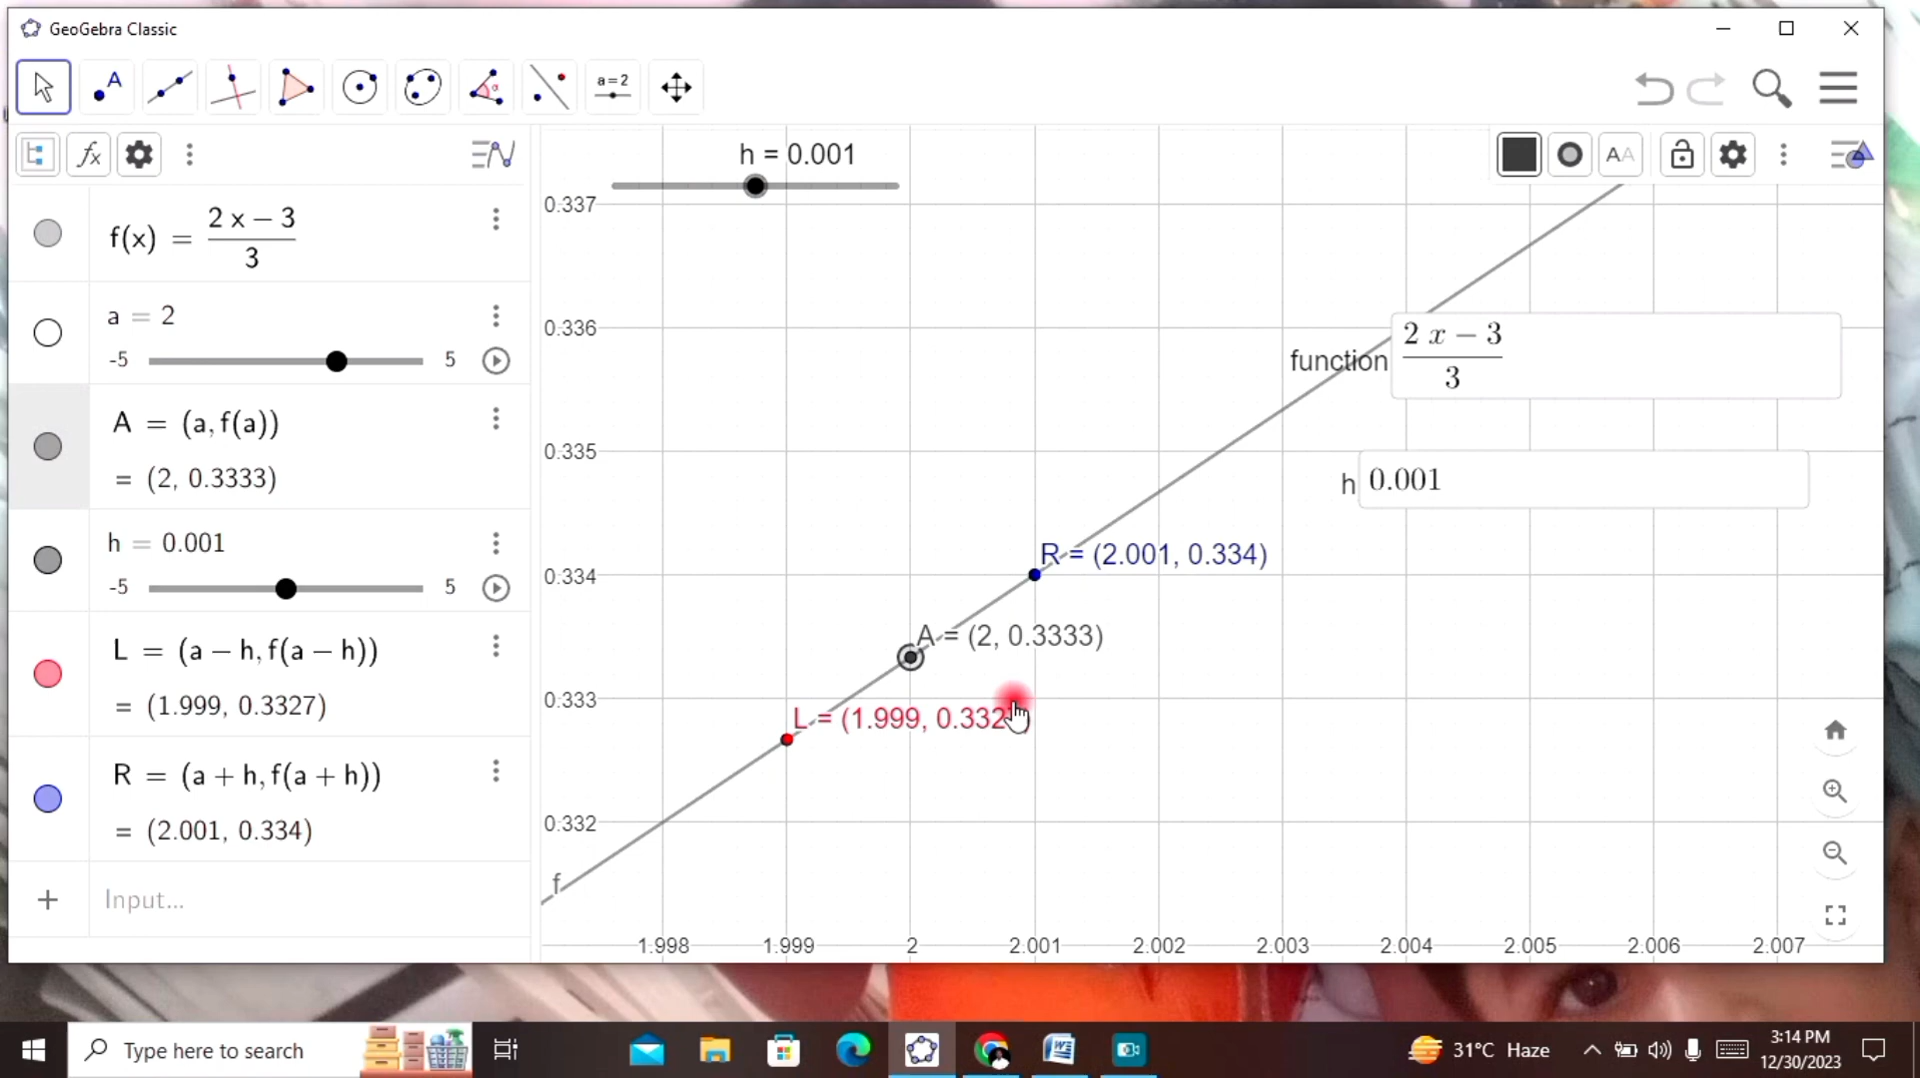 GeoGebra Classic
A
a=2
fx
h = 0.001
AA
f(x) = (2 x − 3)/3
a = 2
-5 5
A = (a, f(a))
= (2, 0.3333)
h = 0.001
-5 5
L = (a − h, f(a − h))
= (1.999, 0.3327)
R = (a + h, f(a + h))
= (2.001, 0.334)
+ Input...
0.337
0.336
0.335
0.334
0.333
0.332
function (2 x − 3)/3
h 0.001
R = (2.001, 0.334)
A = (2, 0.3333)
L = (1.999, 0.332
f
1.998 1.999 2 2.001 2.002 2.003 2.004 2.005 2.006 2.007
Type here to search
31°C Haze
3:14 PM
12/30/2023